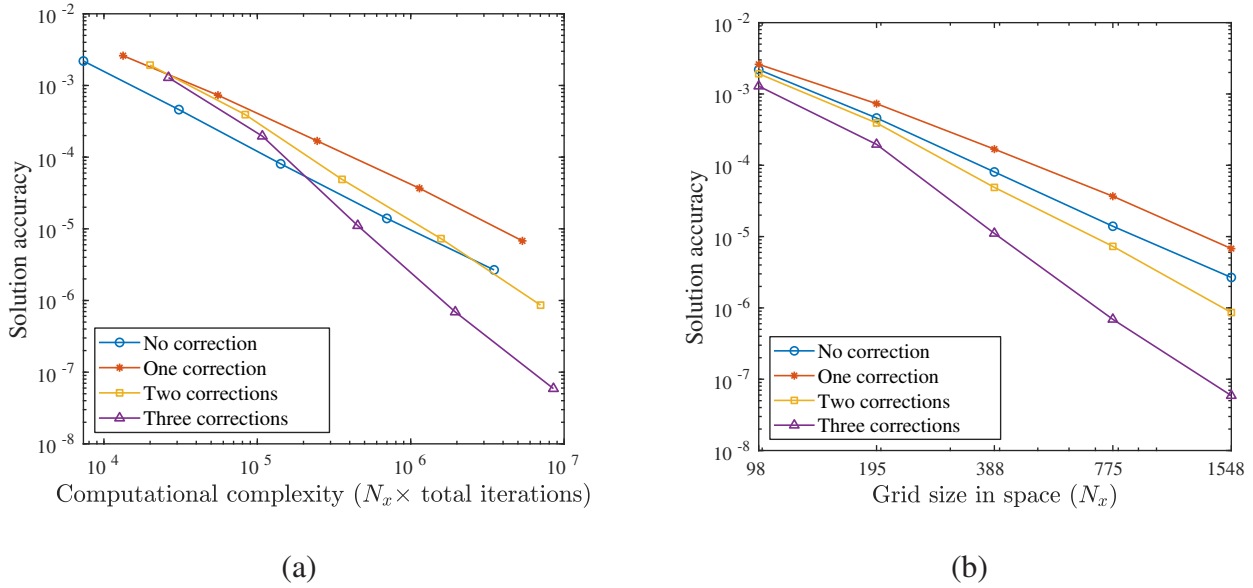 10^-2
10^-3
10^-4
10^-5
10^-6
10^-7
10^-8
Solution accuracy
No correction
One correction
Two corrections
Three corrections
10^4 10^5 10^6 10^7
Computational complexity (N_x× total iterations)
(a)
10^-2
10^-3
10^-4
10^-5
10^-6
10^-7
10^-8
Solution accuracy
No correction
One correction
Two corrections
Three corrections
98 195 388 775 1548
Grid size in space (N_x)
(b)